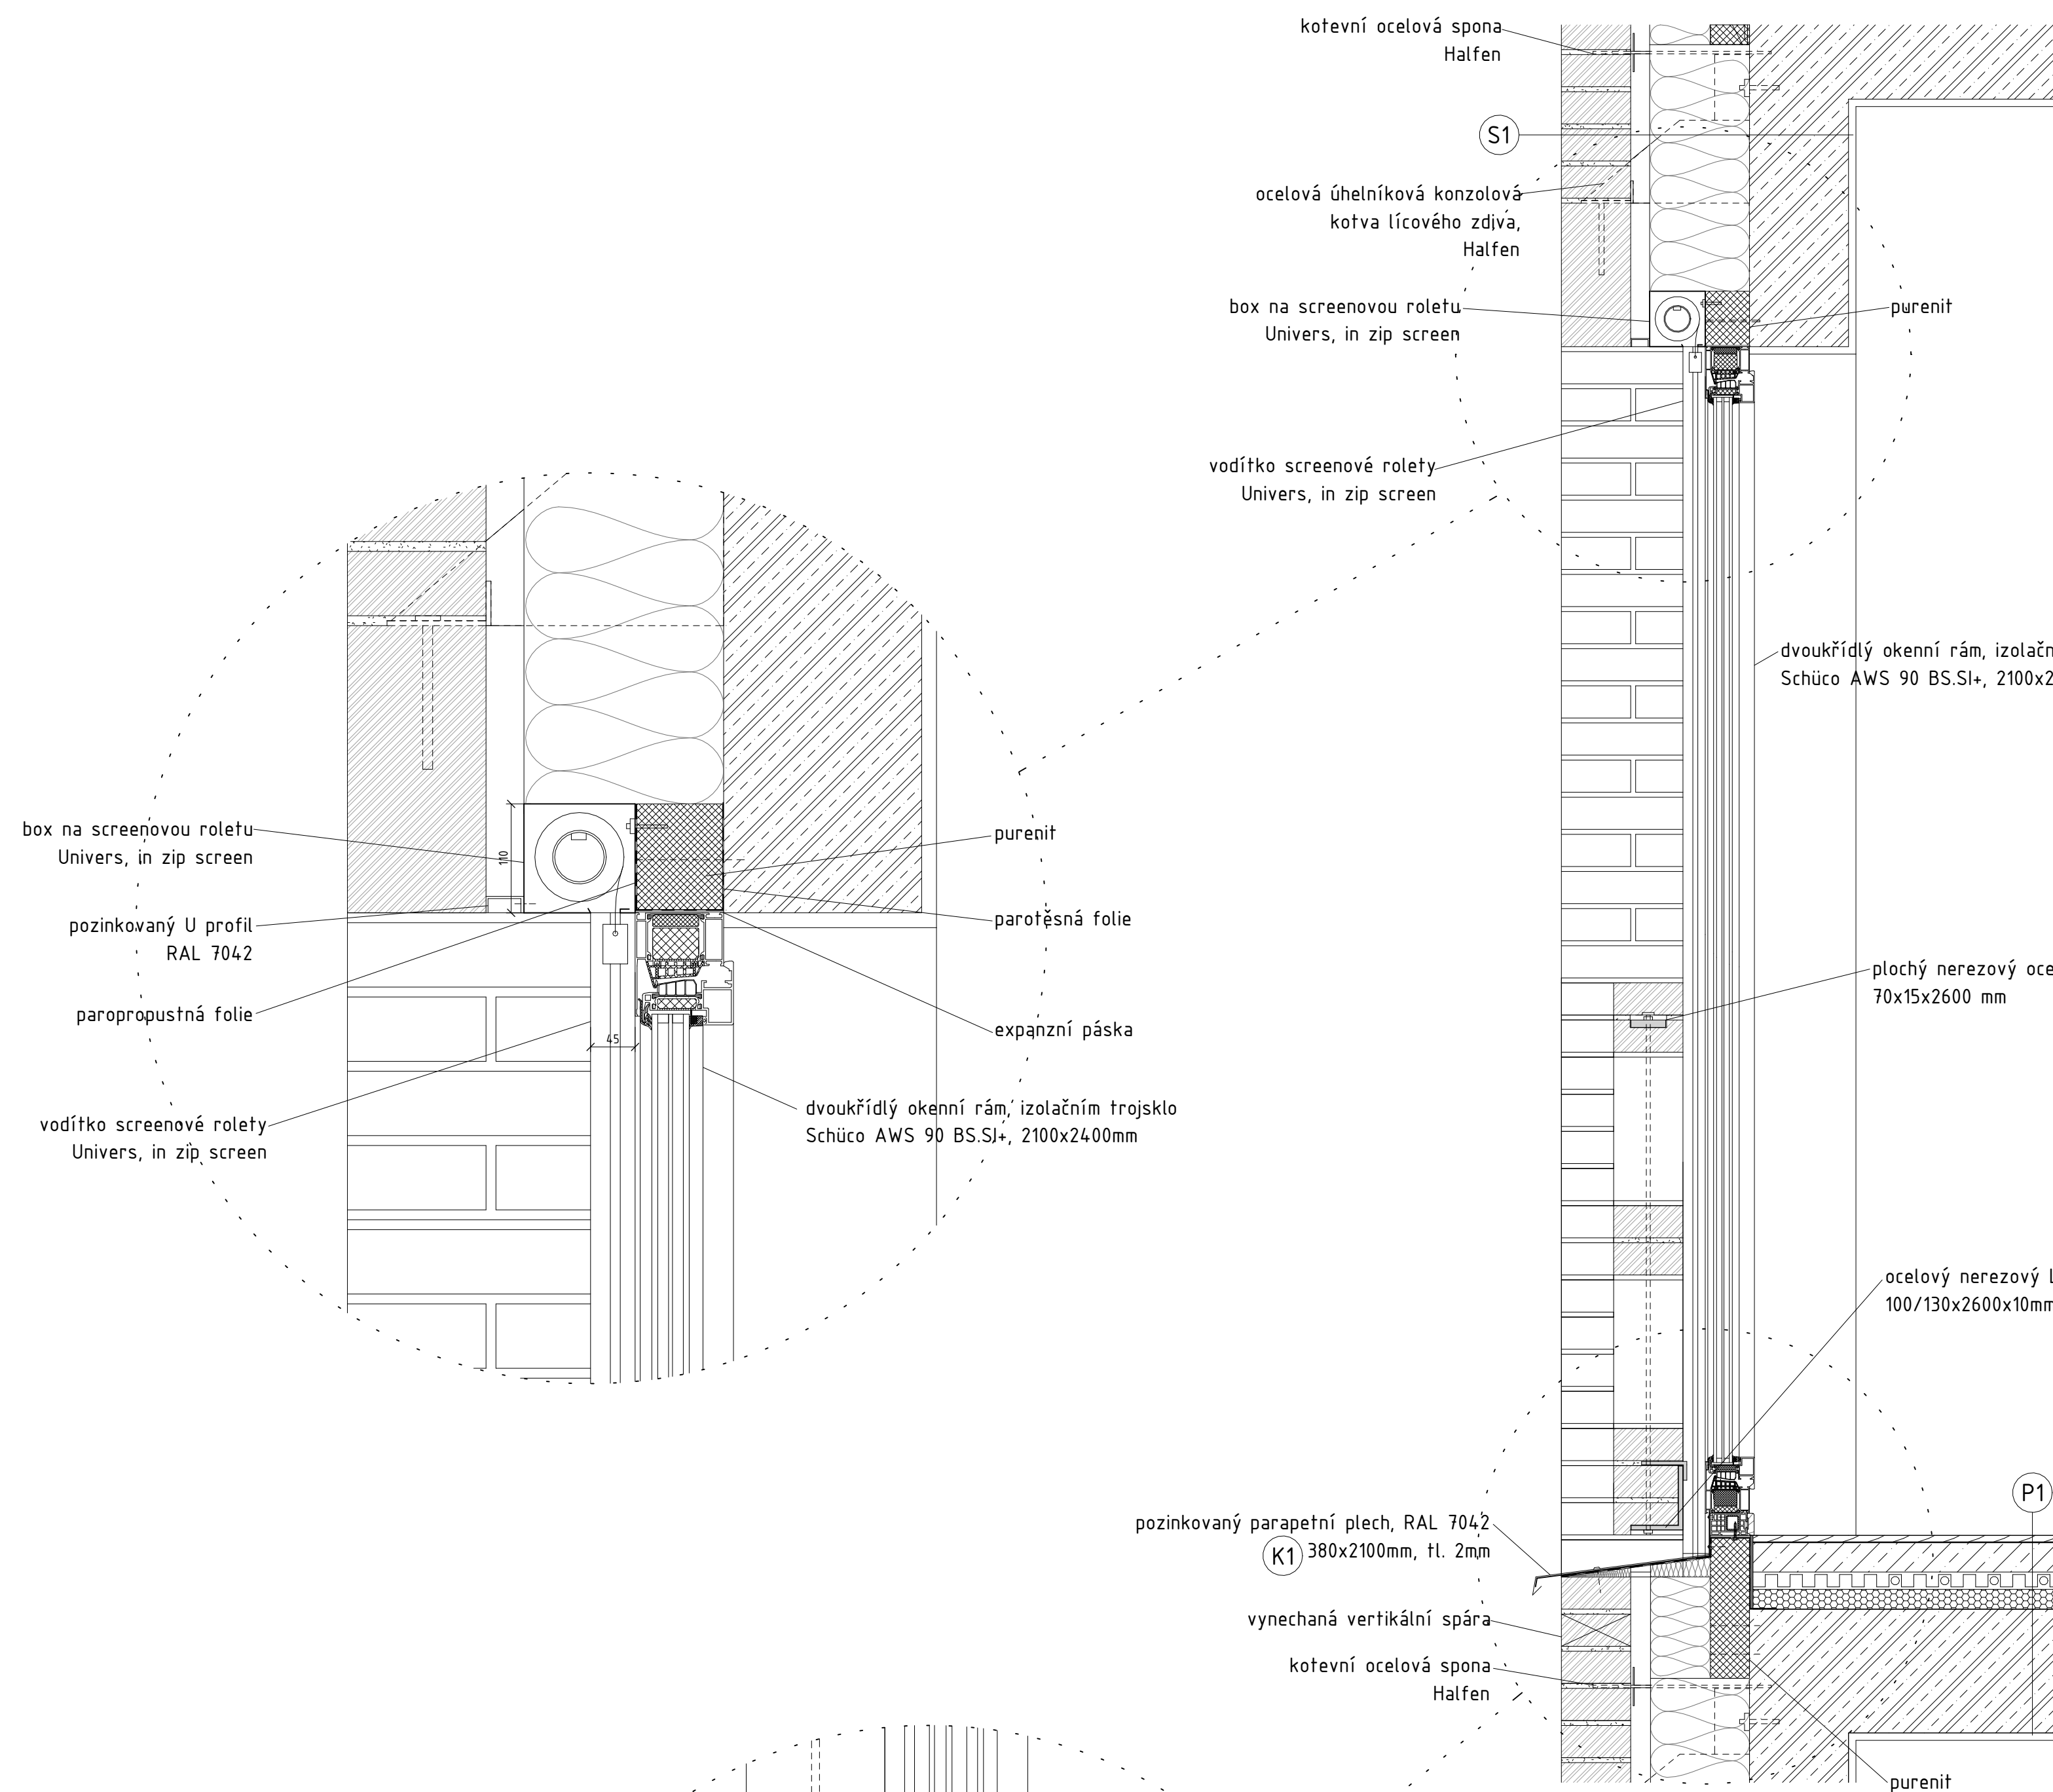 kotevní ocelová spona
Halfen
S1
ocelová úhelníková konzolová
kotva lícového zdiva,
Halfen
box na screenovou roletu
Univers, in zip screen
purenit
vodítko screenové rolety
Univers, in zip screen
dvoukřídlý okenní rám, izolačn
Schüco AWS 90 BS.SI+, 2100x2
box na screenovou roletu
Univers, in zip screen
110
purenit
pozinkovaný U profil
RAL 7042
parotěsná folie
paropropustná folie
expanzní páska
45
vodítko screenové rolety
Univers, in zip screen
dvoukřídlý okenní rám, izolačním trojsklo
Schüco AWS 90 BS.SI+, 2100x2400mm
plochý nerezový oce
70x15x2600 mm
ocelový nerezový L
100/130x2600x10mm
P1
pozinkovaný parapetní plech, RAL 7042
K1 380x2100mm, tl. 2mm
vynechaná vertikální spára
kotevní ocelová spona
Halfen
purenit